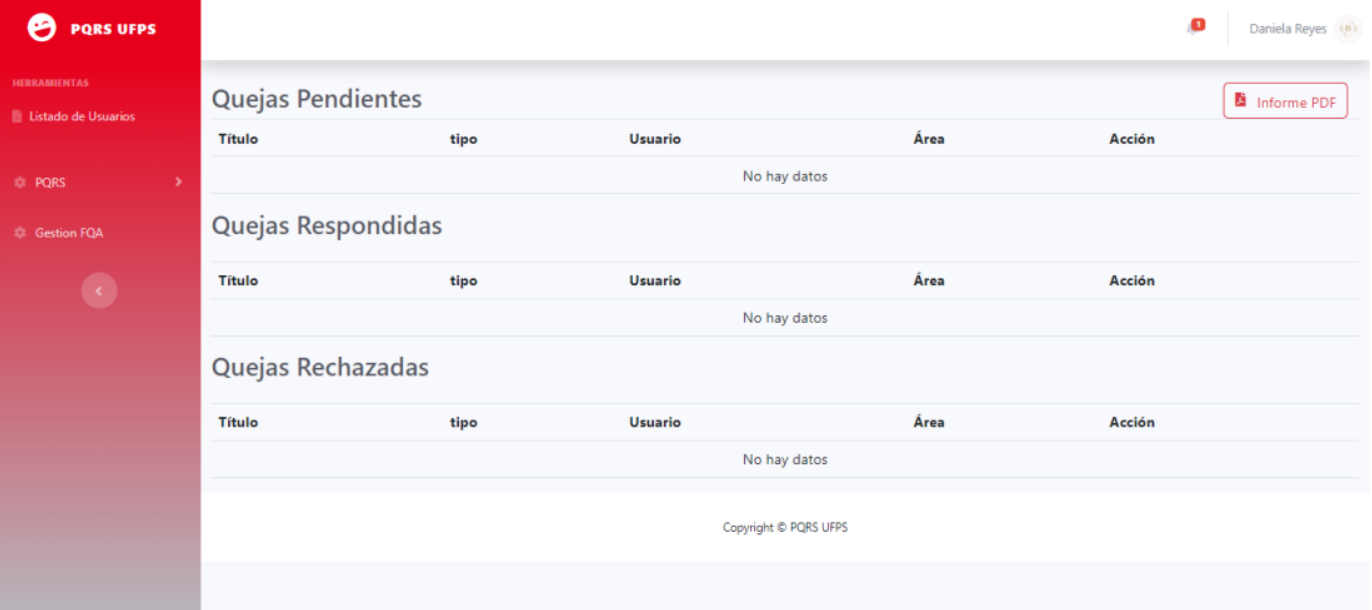 PQRS UFPS
1
Daniela Reyes
HERRAMIENTAS
Listado de Usuarios
PQRS
Gestion FQA
Quejas Pendientes
Informe PDF
Título tipo Usuario Área Acción
No hay datos
Quejas Respondidas
Título tipo Usuario Área Acción
No hay datos
Quejas Rechazadas
Título tipo Usuario Área Acción
No hay datos
Copyright © PQRS UFPS